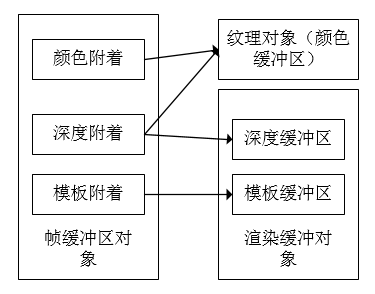 颜色附着
深度附着
模板附着
帧缓冲区对
象
纹理对象（颜色
缓冲区）
深度缓冲区
模板缓冲区
渲染缓冲对
象